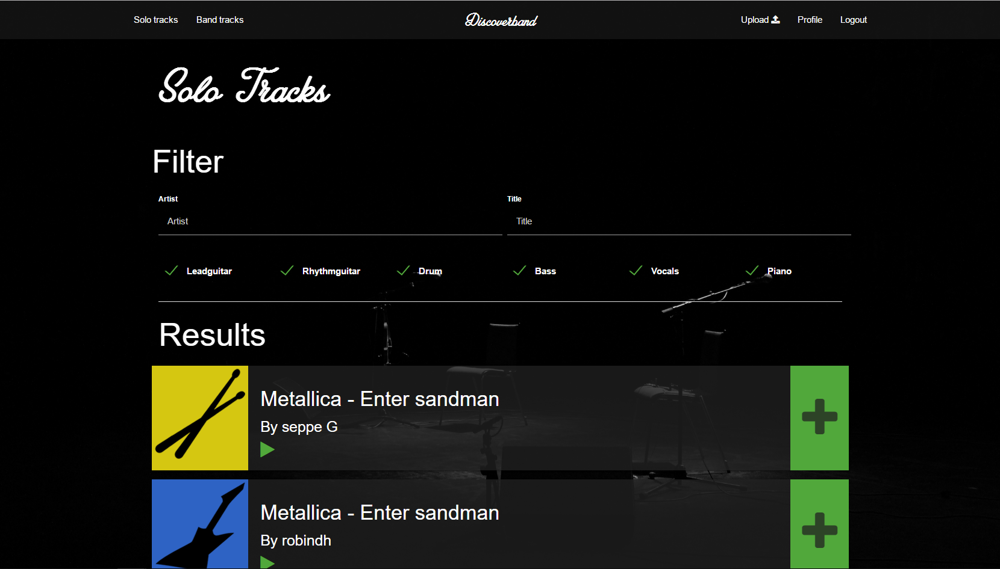 Solo tracks Band tracks Discoverband Upload Profile Logout
Solo Tracks
Filter
Artist Title
Artist Title
Leadguitar Rhythmguitar Drum Bass Vocals Piano
Results
Metallica - Enter sandman
By seppe G
Metallica - Enter sandman
By robindh